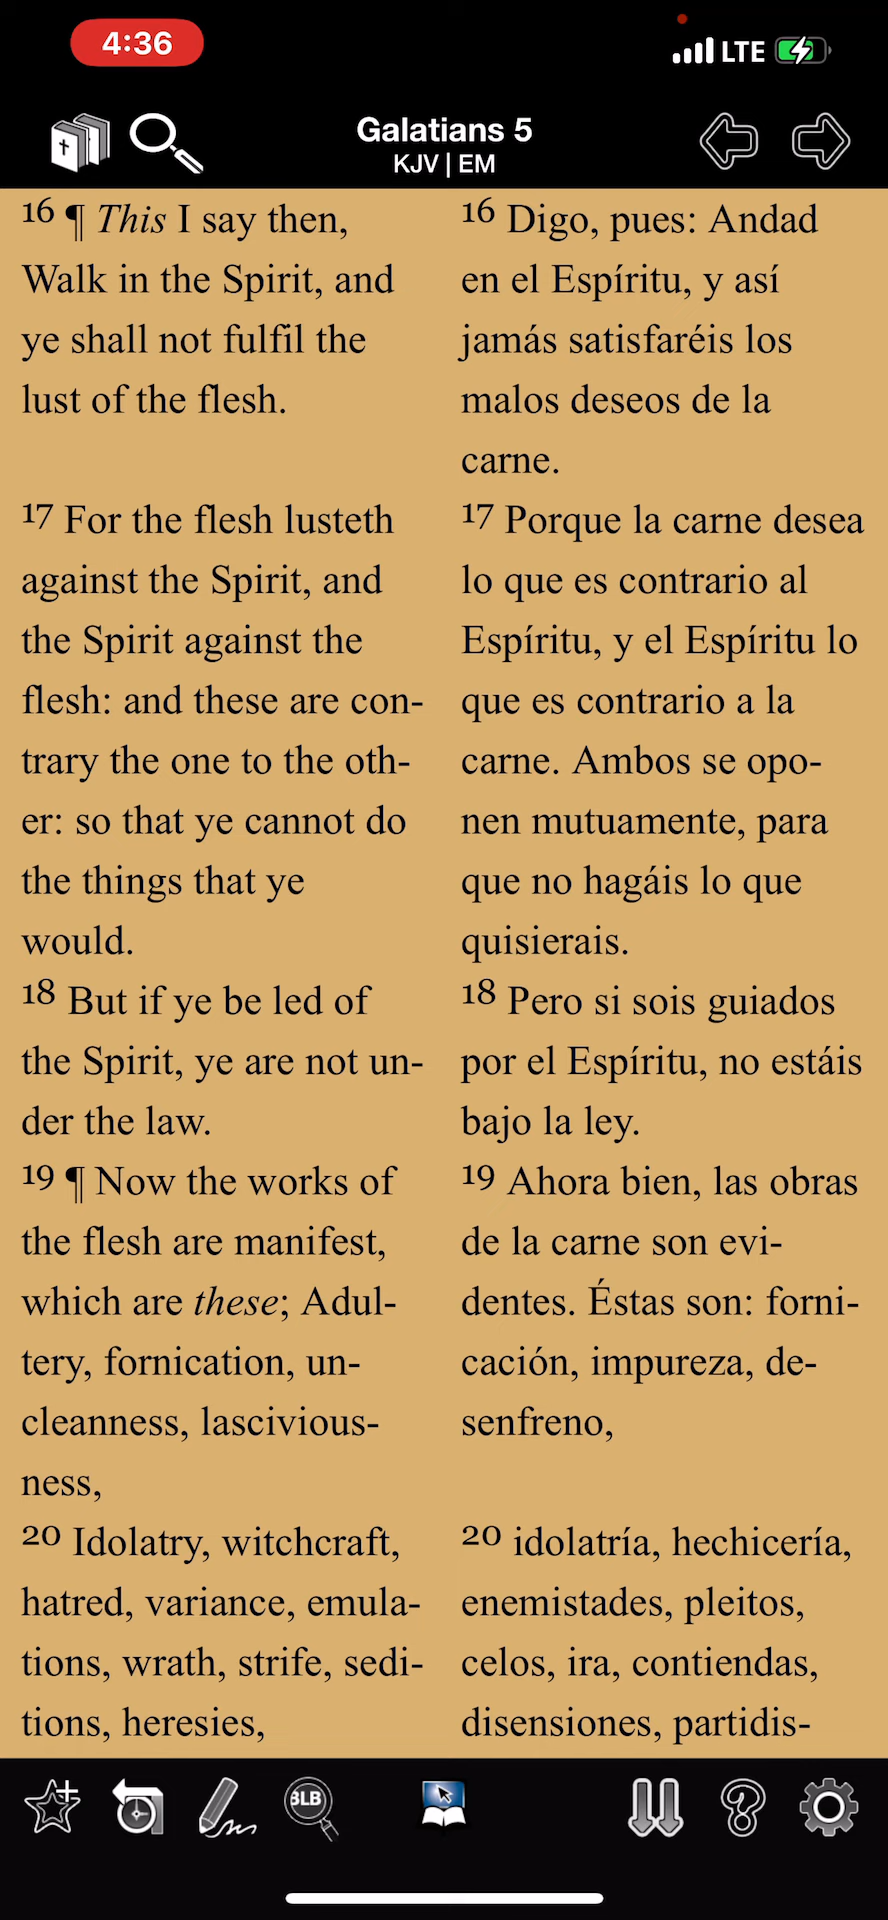 4:36
LTE
Galatians 5
KJV | EM
16 ¶ This I say then,
Walk in the Spirit, and
ye shall not fulfil the
lust of the flesh.
17 For the flesh lusteth
against the Spirit, and
the Spirit against the
flesh: and these are con-
trary the one to the oth-
er: so that ye cannot do
the things that ye
would.
18 But if ye be led of
the Spirit, ye are not un-
der the law.
19 ¶ Now the works of
the flesh are manifest,
which are these; Adul-
tery, fornication, un-
cleanness, lascivious-
ness,
20 Idolatry, witchcraft,
hatred, variance, emula-
tions, wrath, strife, sedi-
tions, heresies,
16 Digo, pues: Andad
en el Espíritu, y así
jamás satisfaréis los
malos deseos de la
carne.
17 Porque la carne desea
lo que es contrario al
Espíritu, y el Espíritu lo
que es contrario a la
carne. Ambos se opo-
nen mutuamente, para
que no hagáis lo que
quisierais.
18 Pero si sois guiados
por el Espíritu, no estáis
bajo la ley.
19 Ahora bien, las obras
de la carne son evi-
dentes. Éstas son: forni-
cación, impureza, de-
senfreno,
20 idolatría, hechicería,
enemistades, pleitos,
celos, ira, contiendas,
disensiones, partidis-
BLB